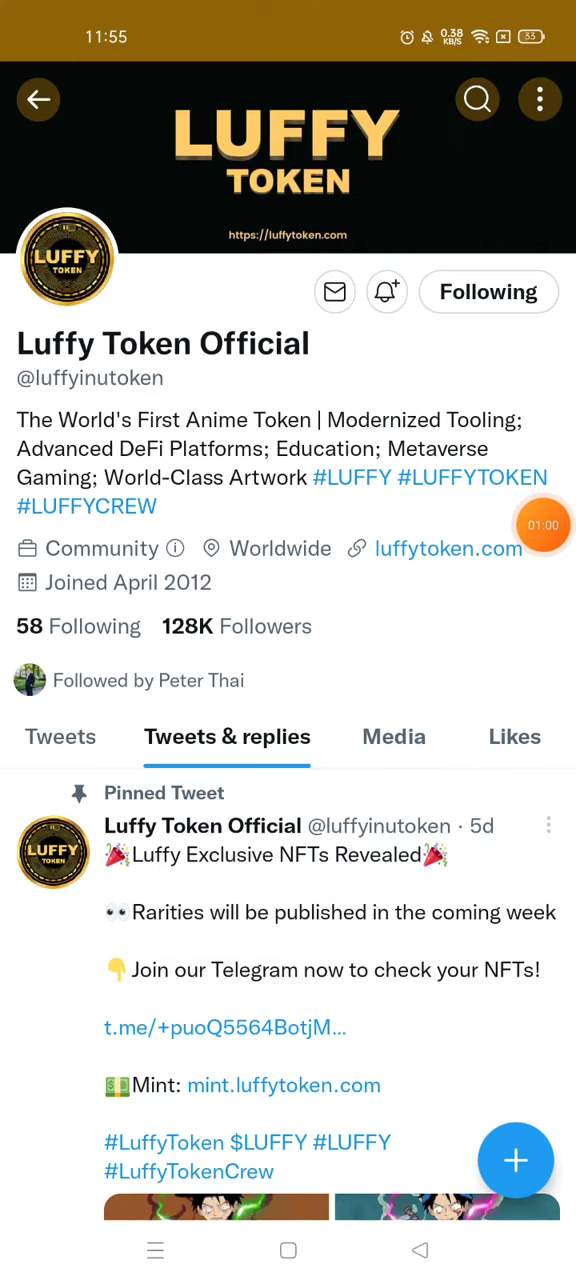 11:55
0.38
KB/S
33
LUFFY
TOKEN
https://luffytoken.com
LUFFY
TOKEN
Following
Luffy Token Official
@luffyinutoken
The World's First Anime Token | Modernized Tooling;
Advanced DeFi Platforms; Education; Metaverse
Gaming; World-Class Artwork #LUFFY #LUFFYTOKEN
#LUFFYCREW
01:00
Community Worldwide luffytoken.com
Joined April 2012
58 Following 128K Followers
Followed by Peter Thai
Tweets Tweets & replies Media Likes
Pinned Tweet
Luffy Token Official @luffyinutoken · 5d
LUFFY
TOKEN
🎉Luffy Exclusive NFTs Revealed🎉
👀Rarities will be published in the coming week
👇Join our Telegram now to check your NFTs!
t.me/+puoQ5564BotjM...
💵Mint: mint.luffytoken.com
#LuffyToken $LUFFY #LUFFY
#LuffyTokenCrew